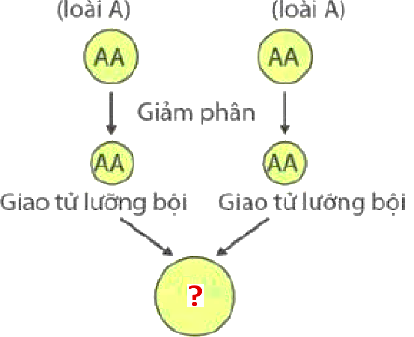 (loài A) (loài A)
AA AA
Giảm phân
AA AA
Giao tử lưỡng bội Giao tử lưỡng bội
?